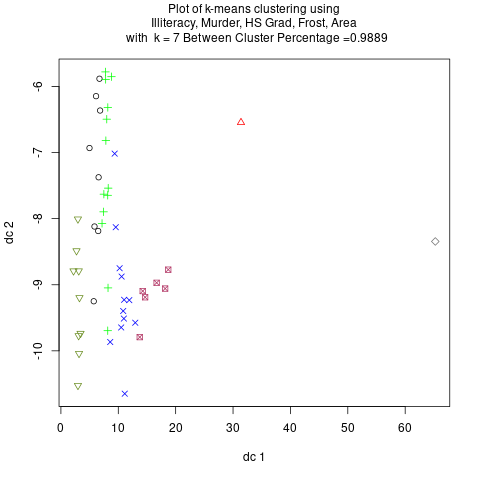 Plot of k-means clustering using
Illiteracy, Murder, HS Grad, Frost, Area
with k = 7 Between Cluster Percentage =0.9889
-6
-7
-8
-9
-10
dc 2
0 10 20 30 40 50 60
dc 1